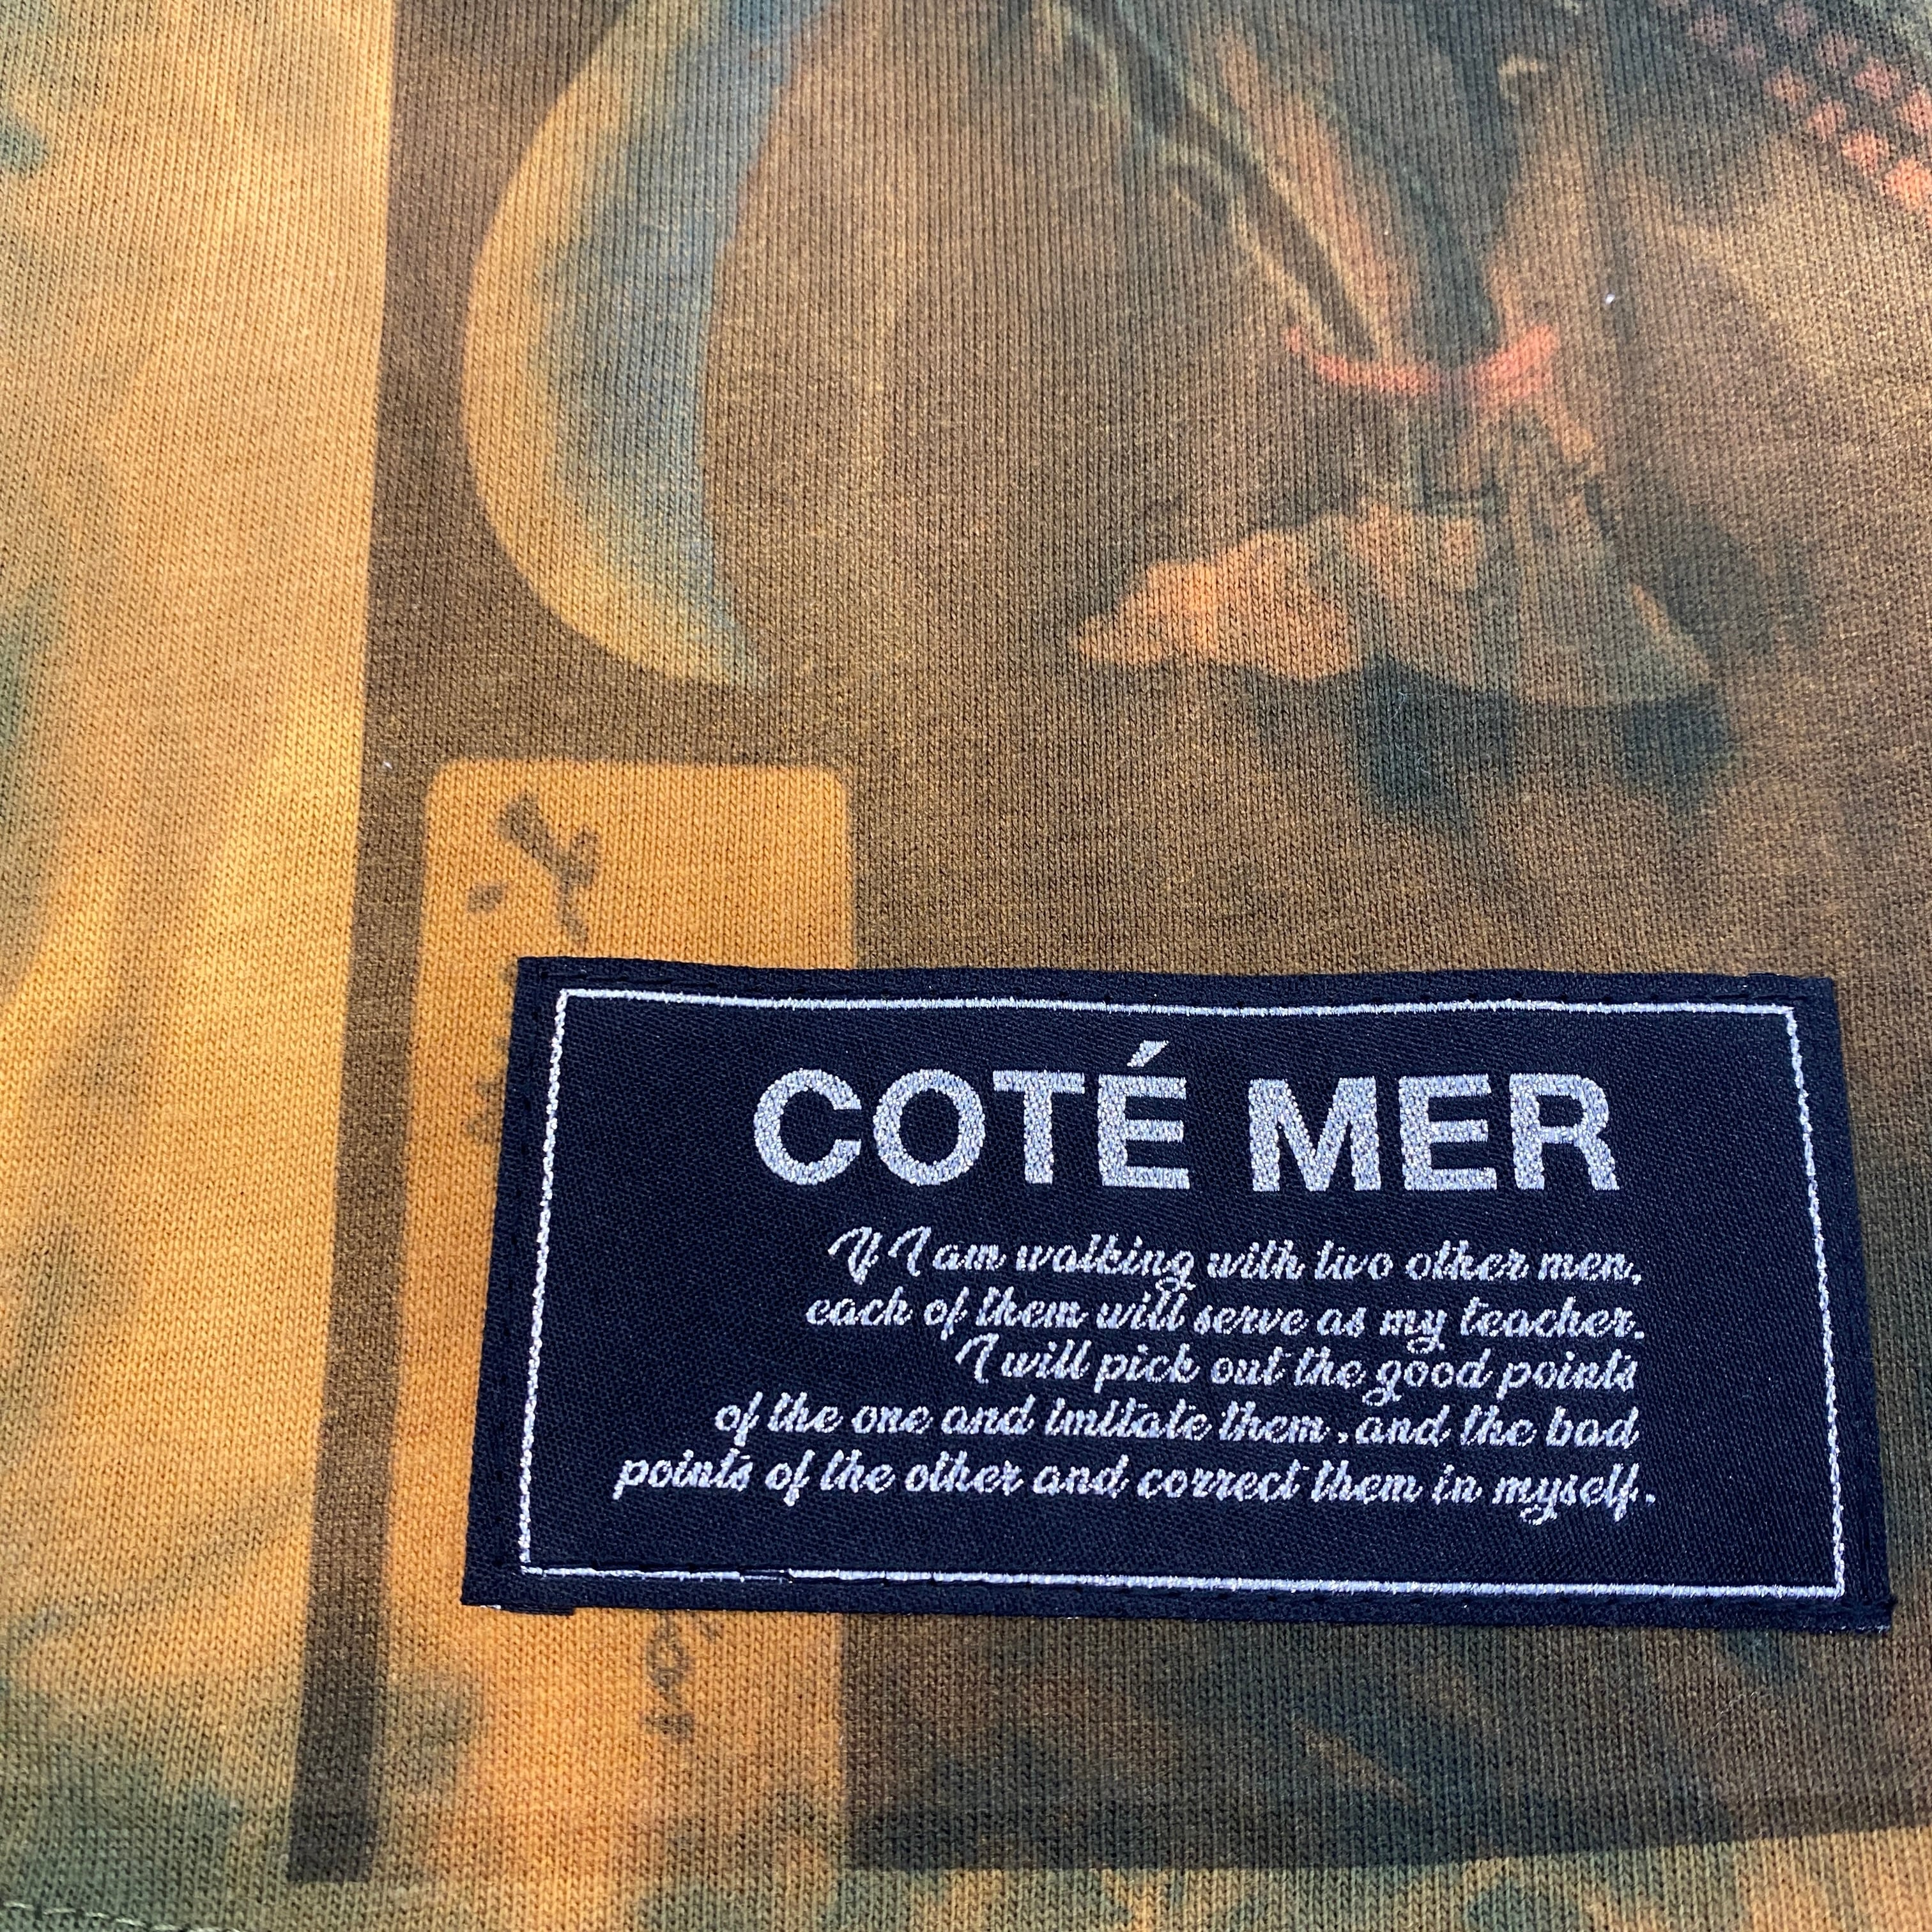 COTÉ MER
If I am walking with two other men,
each of them will serve as my teacher.
I will pick out the good points
of the one and imitate them, and the bad
points of the other and correct them in myself.